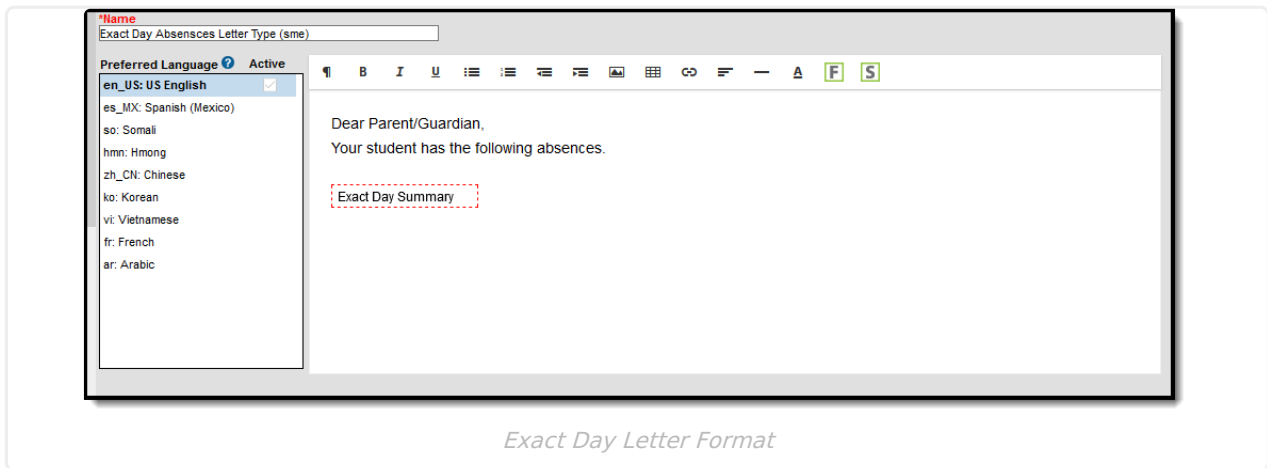 *Name
Exact Day Absensces Letter Type (sme)
Preferred Language ? Active
en_US: US English
es_MX: Spanish (Mexico)
so: Somali
hmn: Hmong
zh_CN: Chinese
ko: Korean
vi: Vietnamese
fr: French
ar: Arabic
¶ B I U A F S
Dear Parent/Guardian,
Your student has the following absences.
Exact Day Summary
Exact Day Letter Format